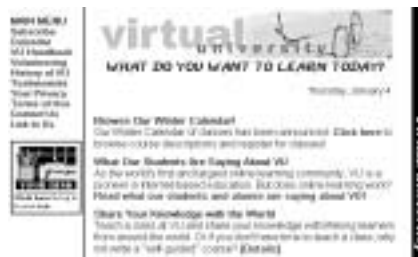 MAIN MENU
Subscribe
Calendar
VU Handbook
Volunteering
History of VU
Testimonials
Your Privacy
Terms of Use
Contact Us
Link to Us
virtual
university
WHAT DO YOU WANT TO LEARN TODAY?
Thursday, January 4
Browse Our Winter Calendar!
Our Winter Calendar of classes has been announced. Click here to
browse course descriptions and register for classes!
What Our Students Are Saying About VU
As the world's first and largest online learning community, VU is a
pioneer in Internet based education. But does online learning work?
Read what our students and alumni are saying about VU!
Share Your Knowledge with the World
Teach a class at VU and share your knowledge with lifelong learners
from around the world. Or if you don't have time to teach a class, why
not write a "self-guided" course? [Details]